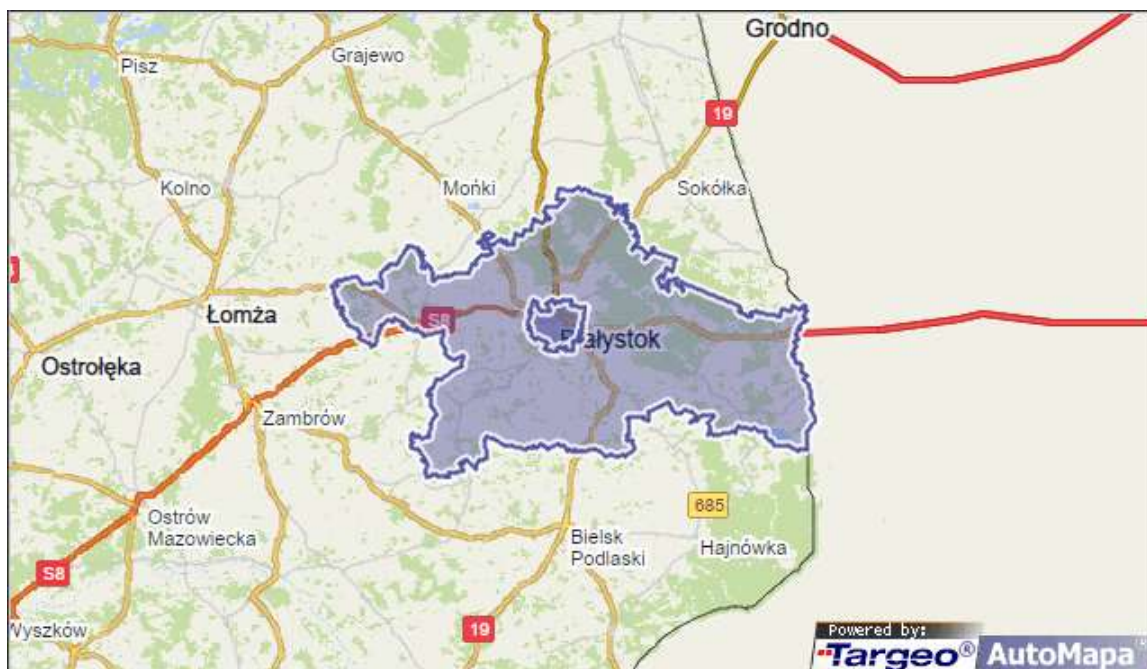 Grodno
Pisz
Grajewo
19
Kolno
Mońki
Sokółka
Łomża
S8
Białystok
Ostrołęka
Zambrów
685
Ostrów
Mazowiecka
Bielsk
Podlaski
Hajnówka
S8
19
Wyszków
Powered by:
Targeo®
AutoMapa